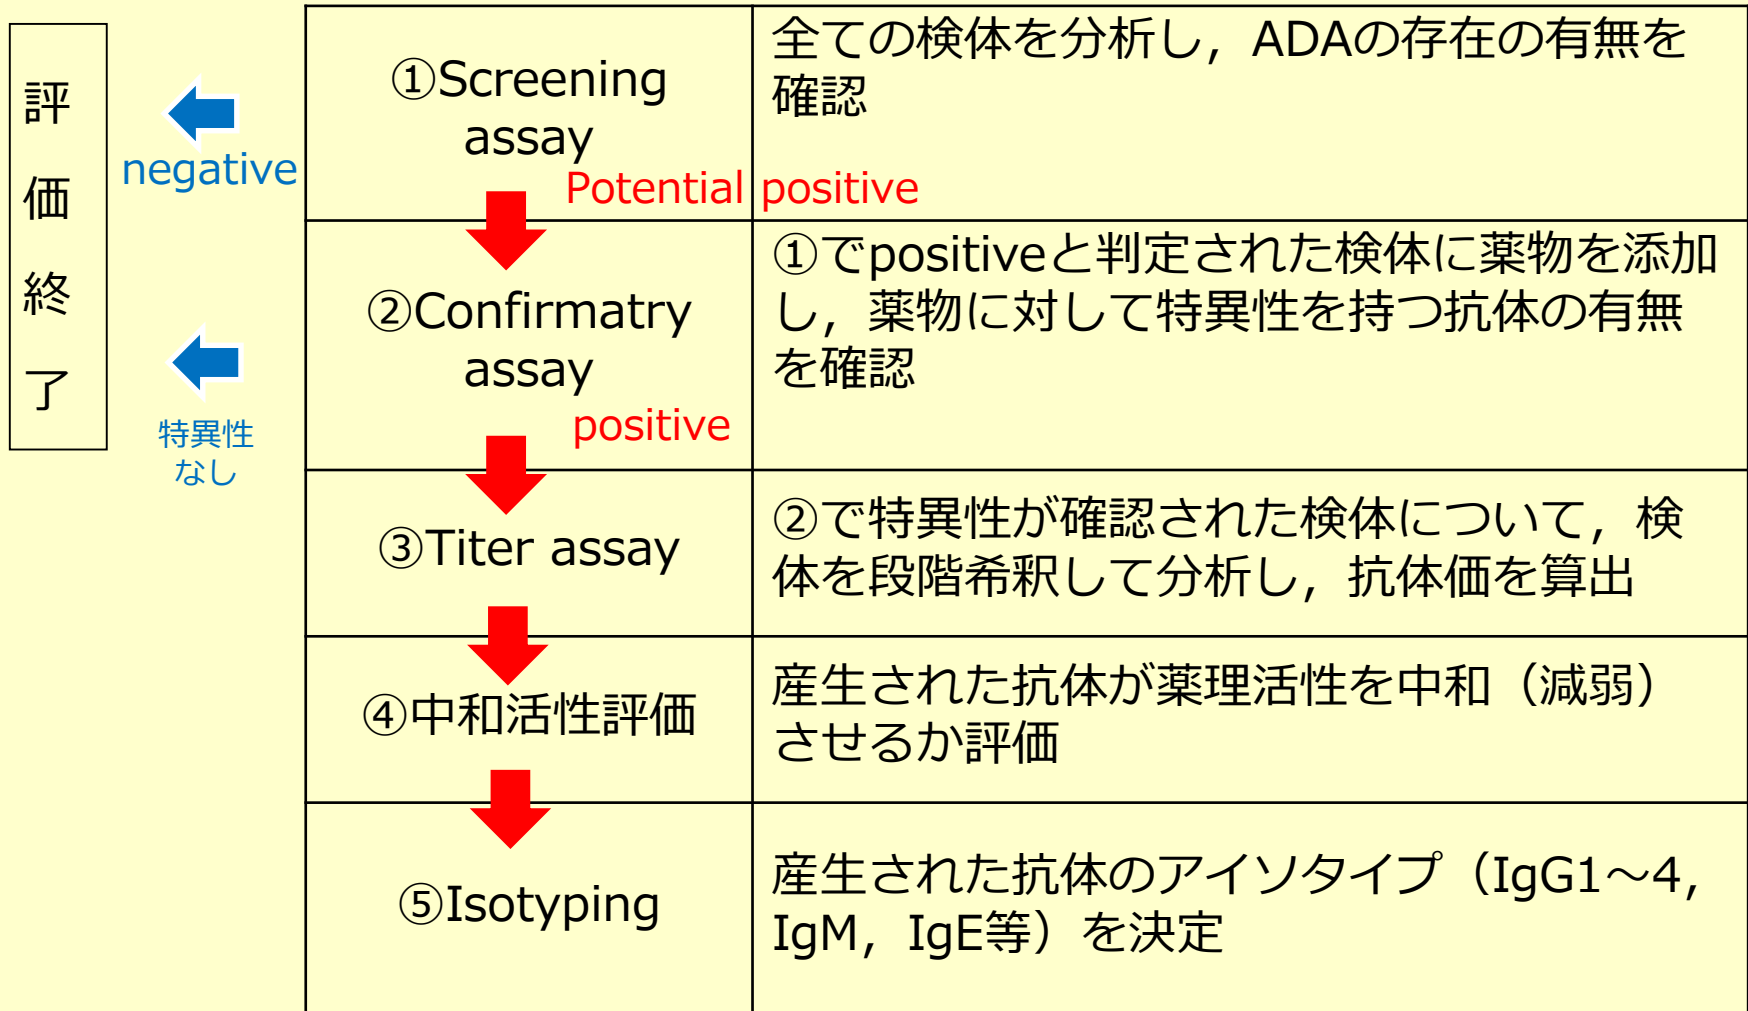 評
価
終
了
negative
特異性
なし
①Screening
assay
Potential positive
全ての検体を分析し，ADAの存在の有無を
確認
②Confirmatry
assay
positive
①でpositiveと判定された検体に薬物を添加
し，薬物に対して特異性を持つ抗体の有無
を確認
③Titer assay
②で特異性が確認された検体について，検
体を段階希釈して分析し，抗体価を算出
④中和活性評価
産生された抗体が薬理活性を中和（減弱）
させるか評価
⑤Isotyping
産生された抗体のアイソタイプ（IgG1～4，
IgM，IgE等）を決定